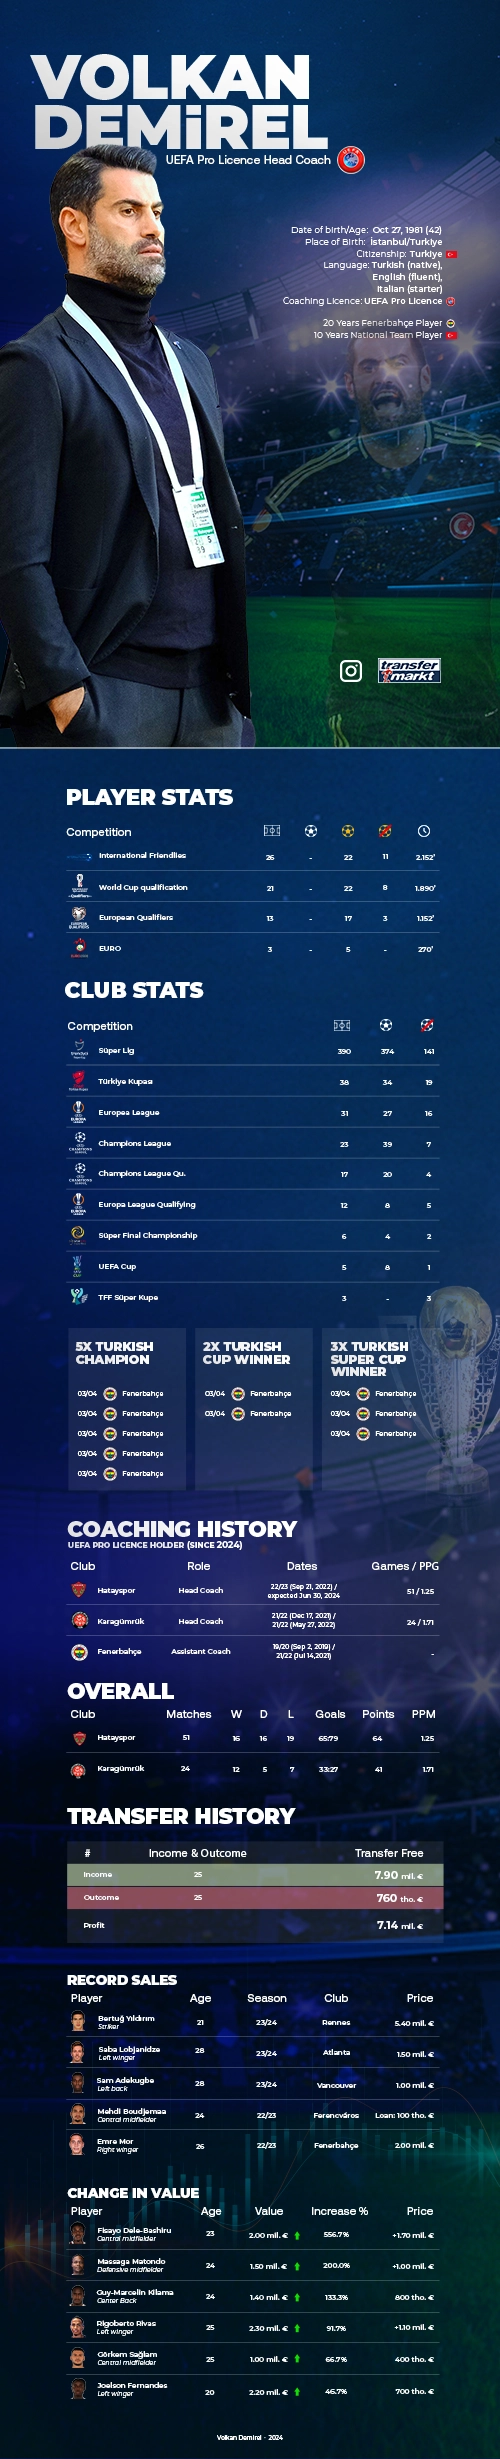 VOLKAN
DEMiREL
UEFA Pro Licence Head Coach
Date of birth/Age: Oct 27, 1981 (42)
Place of Birth: İstanbul/Turkiye
Citizenship: Turkiye
Language: Turkish (native),
English (fluent),
Italian (starter)
Coaching Licence: UEFA Pro Licence
20 Years Fenerbahçe Player
10 Years National Team Player
transfer
markt
PLAYER STATS
Competition
International Friendlies 26 - 22 11 2.152'
World Cup qualification 21 - 22 8 1.890'
European Qualifiers 13 - 17 3 1.152'
EURO 3 - 5 - 270'
CLUB STATS
Competition
Süper Lig 390 374 141
Türkiye Kupası 38 34 19
Europea League 31 27 16
Champions League 23 39 7
Champions League Qu. 17 20 4
Europa League Qualifying 12 8 5
Süper Final Championship 6 4 2
UEFA Cup 5 8 1
TFF Süper Kupe 3 - 3
5X TURKISH
CHAMPION
03/04 Fenerbahçe
03/04 Fenerbahçe
03/04 Fenerbahçe
03/04 Fenerbahçe
03/04 Fenerbahçe
2X TURKISH
CUP WINNER
03/04 Fenerbahçe
03/04 Fenerbahçe
3X TURKISH
SUPER CUP
WINNER
03/04 Fenerbahçe
03/04 Fenerbahçe
03/04 Fenerbahçe
COACHING HISTORY
UEFA PRO LICENCE HOLDER (SINCE 2024)
Club Role Dates Games / PPG
Hatayspor Head Coach 22/23 (Sep 21, 2022) / expected Jun 30, 2024 51 / 1.25
Karagümrük Head Coach 21/22 (Dec 17, 2021) / 21/22 (May 27, 2022) 24 / 1.71
Fenerbahçe Assistant Coach 19/20 (Sep 2, 2019) / 21/22 (Jul 14,2021) -
OVERALL
Club Matches W D L Goals Points PPM
Hatayspor 51 16 16 19 65:79 64 1.25
Karagümrük 24 12 5 7 33:27 41 1.71
TRANSFER HISTORY
# Income & Outcome Transfer Free
Income 25 7.90 mil. €
Outcome 25 760 tho. €
Profit 7.14 mil. €
RECORD SALES
Player Age Season Club Price
Bertuğ Yıldırım 21 23/24 Rennes 5.40 mil. €
Striker
Saba Lobjanidze 28 23/24 Atlanta 1.50 mil. €
Left winger
Sam Adekugbe 28 23/24 Vancouver 1.00 mil. €
Left back
Mehdi Boudjemaa 24 22/23 Ferencváros Loan: 100 tho. €
Central midfielder
Emre Mor 26 22/23 Fenerbahçe 2.00 mil. €
Right winger
CHANGE IN VALUE
Player Age Value Increase % Price
Fisayo Dele-Bashiru 23 2.00 mil. € 556.7% +1.70 mil. €
Central midfielder
Massaga Matondo 24 1.50 mil. € 200.0% +1.00 mil. €
Defensive midfielder
Guy-Marcelin Kilama 24 1.40 mil. € 133.3% 800 tho. €
Center Back
Rigoberto Rivas 25 2.30 mil. € 91.7% +1.10 mil. €
Left winger
Görkem Sağlam 25 1.00 mil. € 66.7% 400 tho. €
Central midfielder
Joelson Fernandes 20 2.20 mil. € 46.7% 700 tho. €
Left winger
Volkan Demirel - 2024